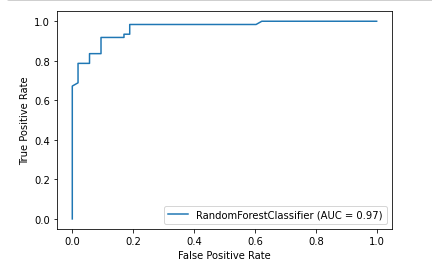 1.0
0.8
0.6
0.4
0.2
0.0
True Positive Rate
RandomForestClassifier (AUC = 0.97)
0.0 0.2 0.4 0.6 0.8 1.0
False Positive Rate